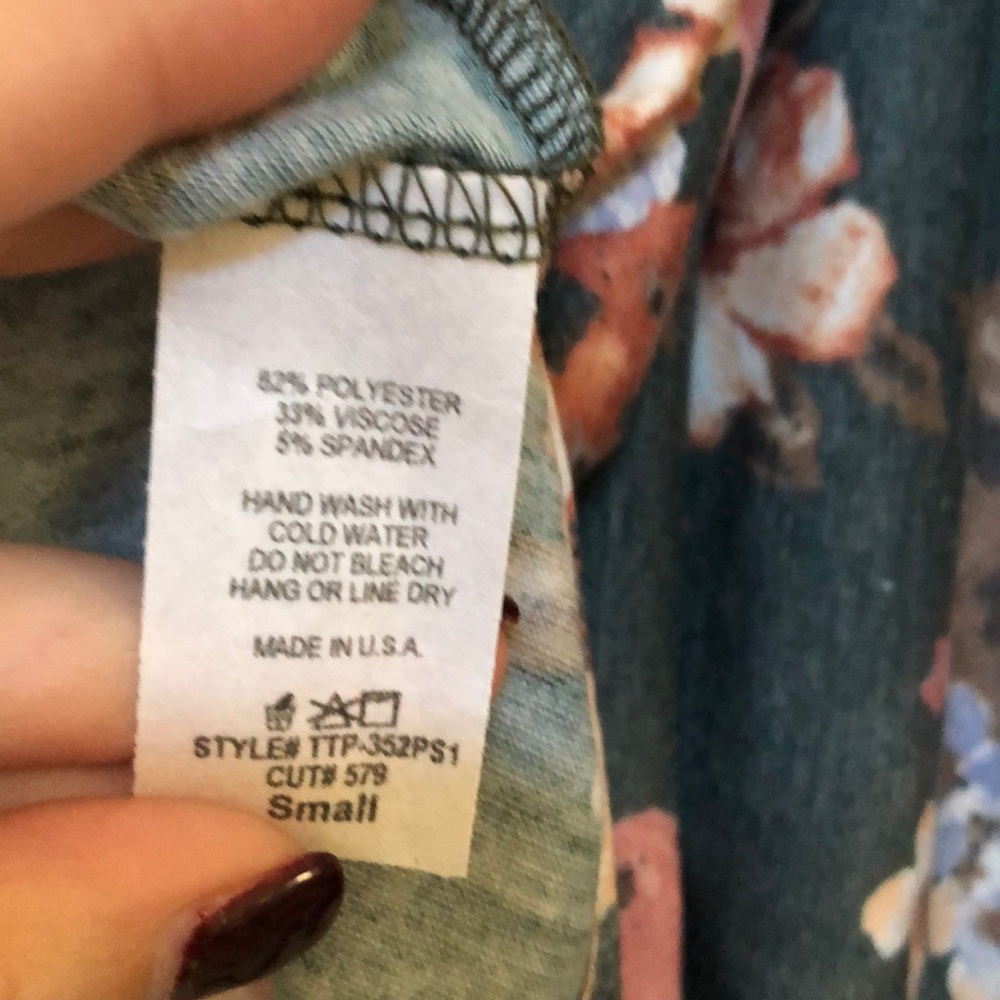 62% POLYESTER
33% VISCOSE
5% SPANDEX
HAND WASH WITH
COLD WATER
DO NOT BLEACH
HANG OR LINE DRY
MADE IN U.S.A.
STYLE# TTP-352PS1
CUT# 579
Small